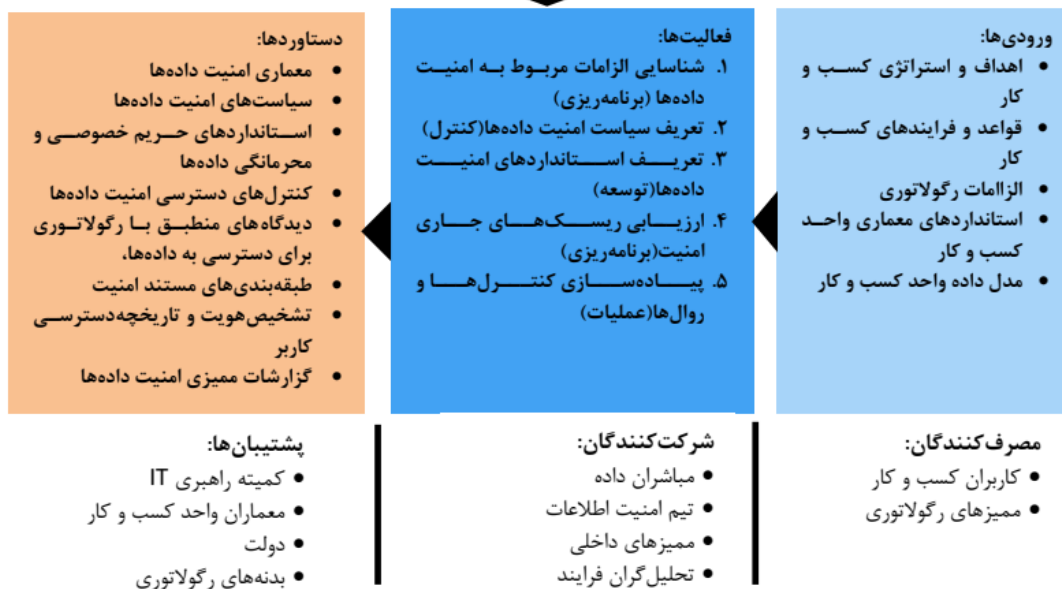 ورودی‌ها:
• اهداف و استراتژی کسب و
کار
• قواعد و فرایندهای کسب و
کار
• الزاامات رگولاتوری
• استانداردهای معماری واحد
کسب و کار
• مدل داده واحد کسب و کار
فعالیت‌ها:
۱. شناسایی الزامات مربوط به امنیت
داده‌ها (برنامه‌ریزی)
۲. تعریف سیاست امنیت داده‌ها(کنترل)
۳. تعریف استانداردهای امنیت
داده‌ها(توسعه)
۴. ارزیابی ریسک‌های جاری
امنیت(برنامه‌ریزی)
۵. پیاده‌سازی کنترل‌ها و
روال‌ها(عملیات)
دستاوردها:
• معماری امنیت داده‌ها
• سیاست‌های امنیت داده‌ها
• استانداردهای حریم خصوصی و
محرمانگی داده‌ها
• کنترل‌های دسترسی امنیت داده‌ها
• دیدگاه‌های منطبق با رگولاتوری
برای دسترسی به داده‌ها،
• طبقه‌بندی‌های مستند امنیت
• تشخیص‌هویت و تاریخچه‌دسترسی
کاربر
• گزارشات ممیزی امنیت داده‌ها
مصرف‌کنندگان:
• کاربران کسب و کار
• ممیزهای رگولاتوری
شرکت‌کنندگان:
• مباشران داده
• تیم امنیت اطلاعات
• ممیزهای داخلی
• تحلیل‌گران فرایند
پشتیبان‌ها:
• کمیته راهبری IT
• معماران واحد کسب و کار
• دولت
• بدنه‌های رگولاتوری